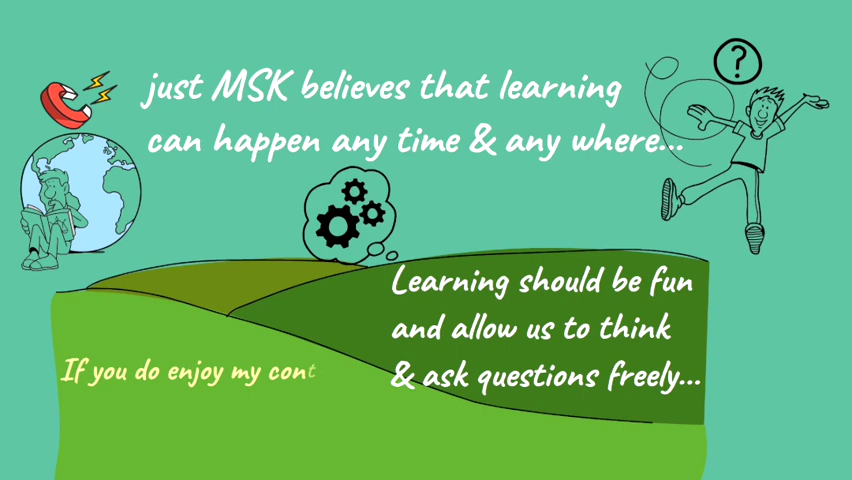 just MSK believes that learning
can happen any time & any where...
?
Learning should be fun
and allow us to think
& ask questions freely...
If you do enjoy my cont